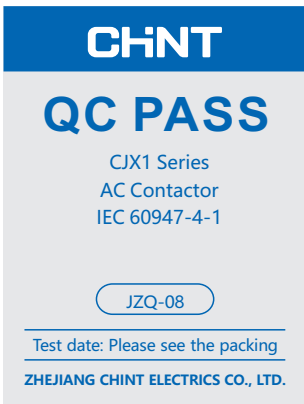 CHINT
QC PASS
CJX1 Series
AC Contactor
IEC 60947-4-1
JZQ-08
Test date: Please see the packing
ZHEJIANG CHINT ELECTRICS CO., LTD.